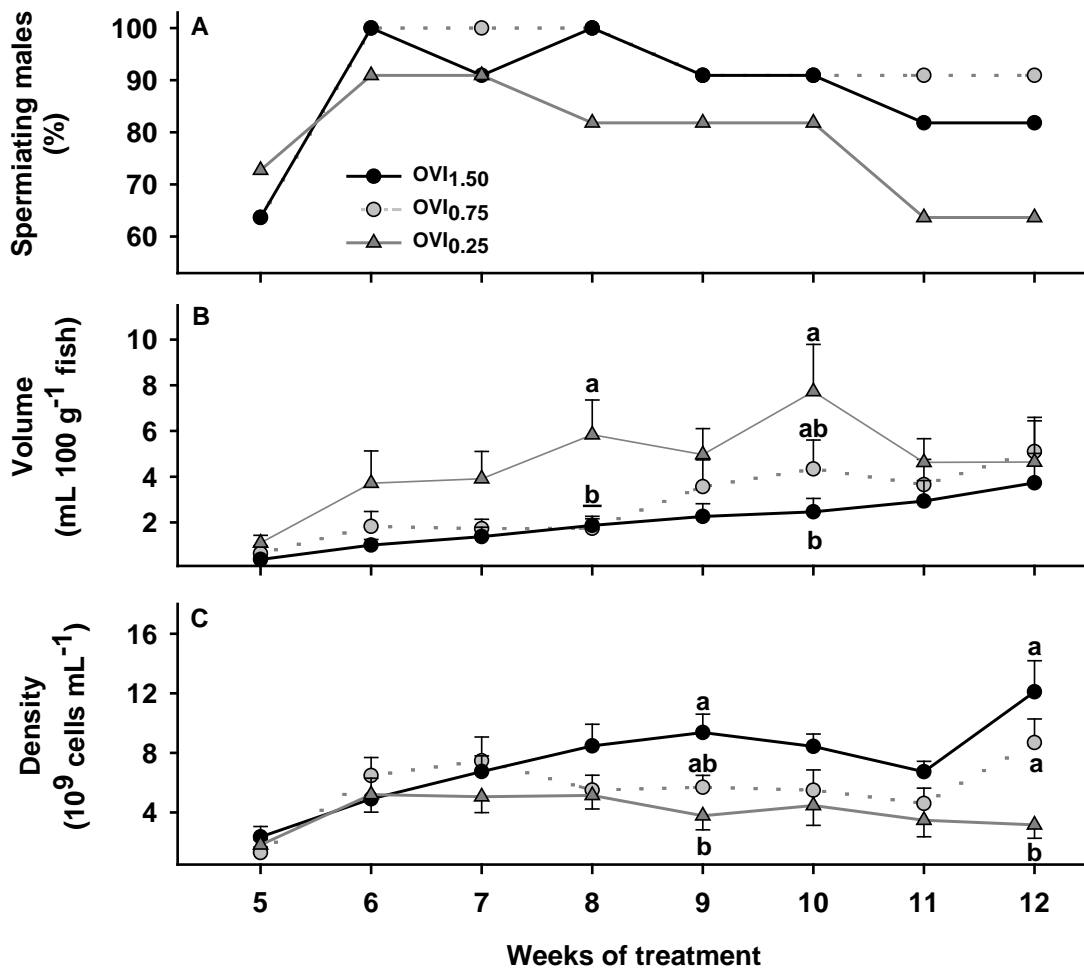 A
Spermiating males
(%)
100
90
80
70
60
OVI1.50
OVI0.75
OVI0.25
B
Volume
(mL 100 g-1 fish)
10
8
6
4
2
a
a
ab
b
b
C
Density
(109 cells mL-1)
16
12
8
4
a
a
ab
a
b
b
5 6 7 8 9 10 11 12
Weeks of treatment